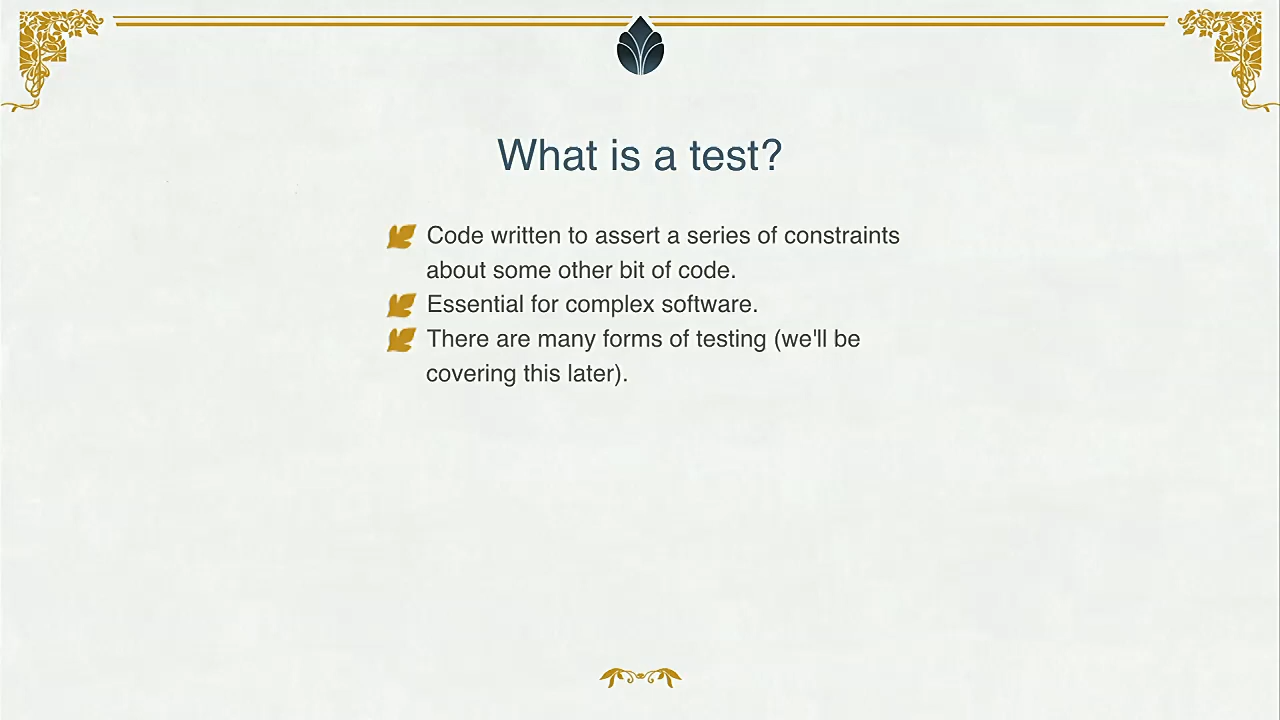 What is a test?
Code written to assert a series of constraints
about some other bit of code.
Essential for complex software.
There are many forms of testing (we'll be
covering this later).